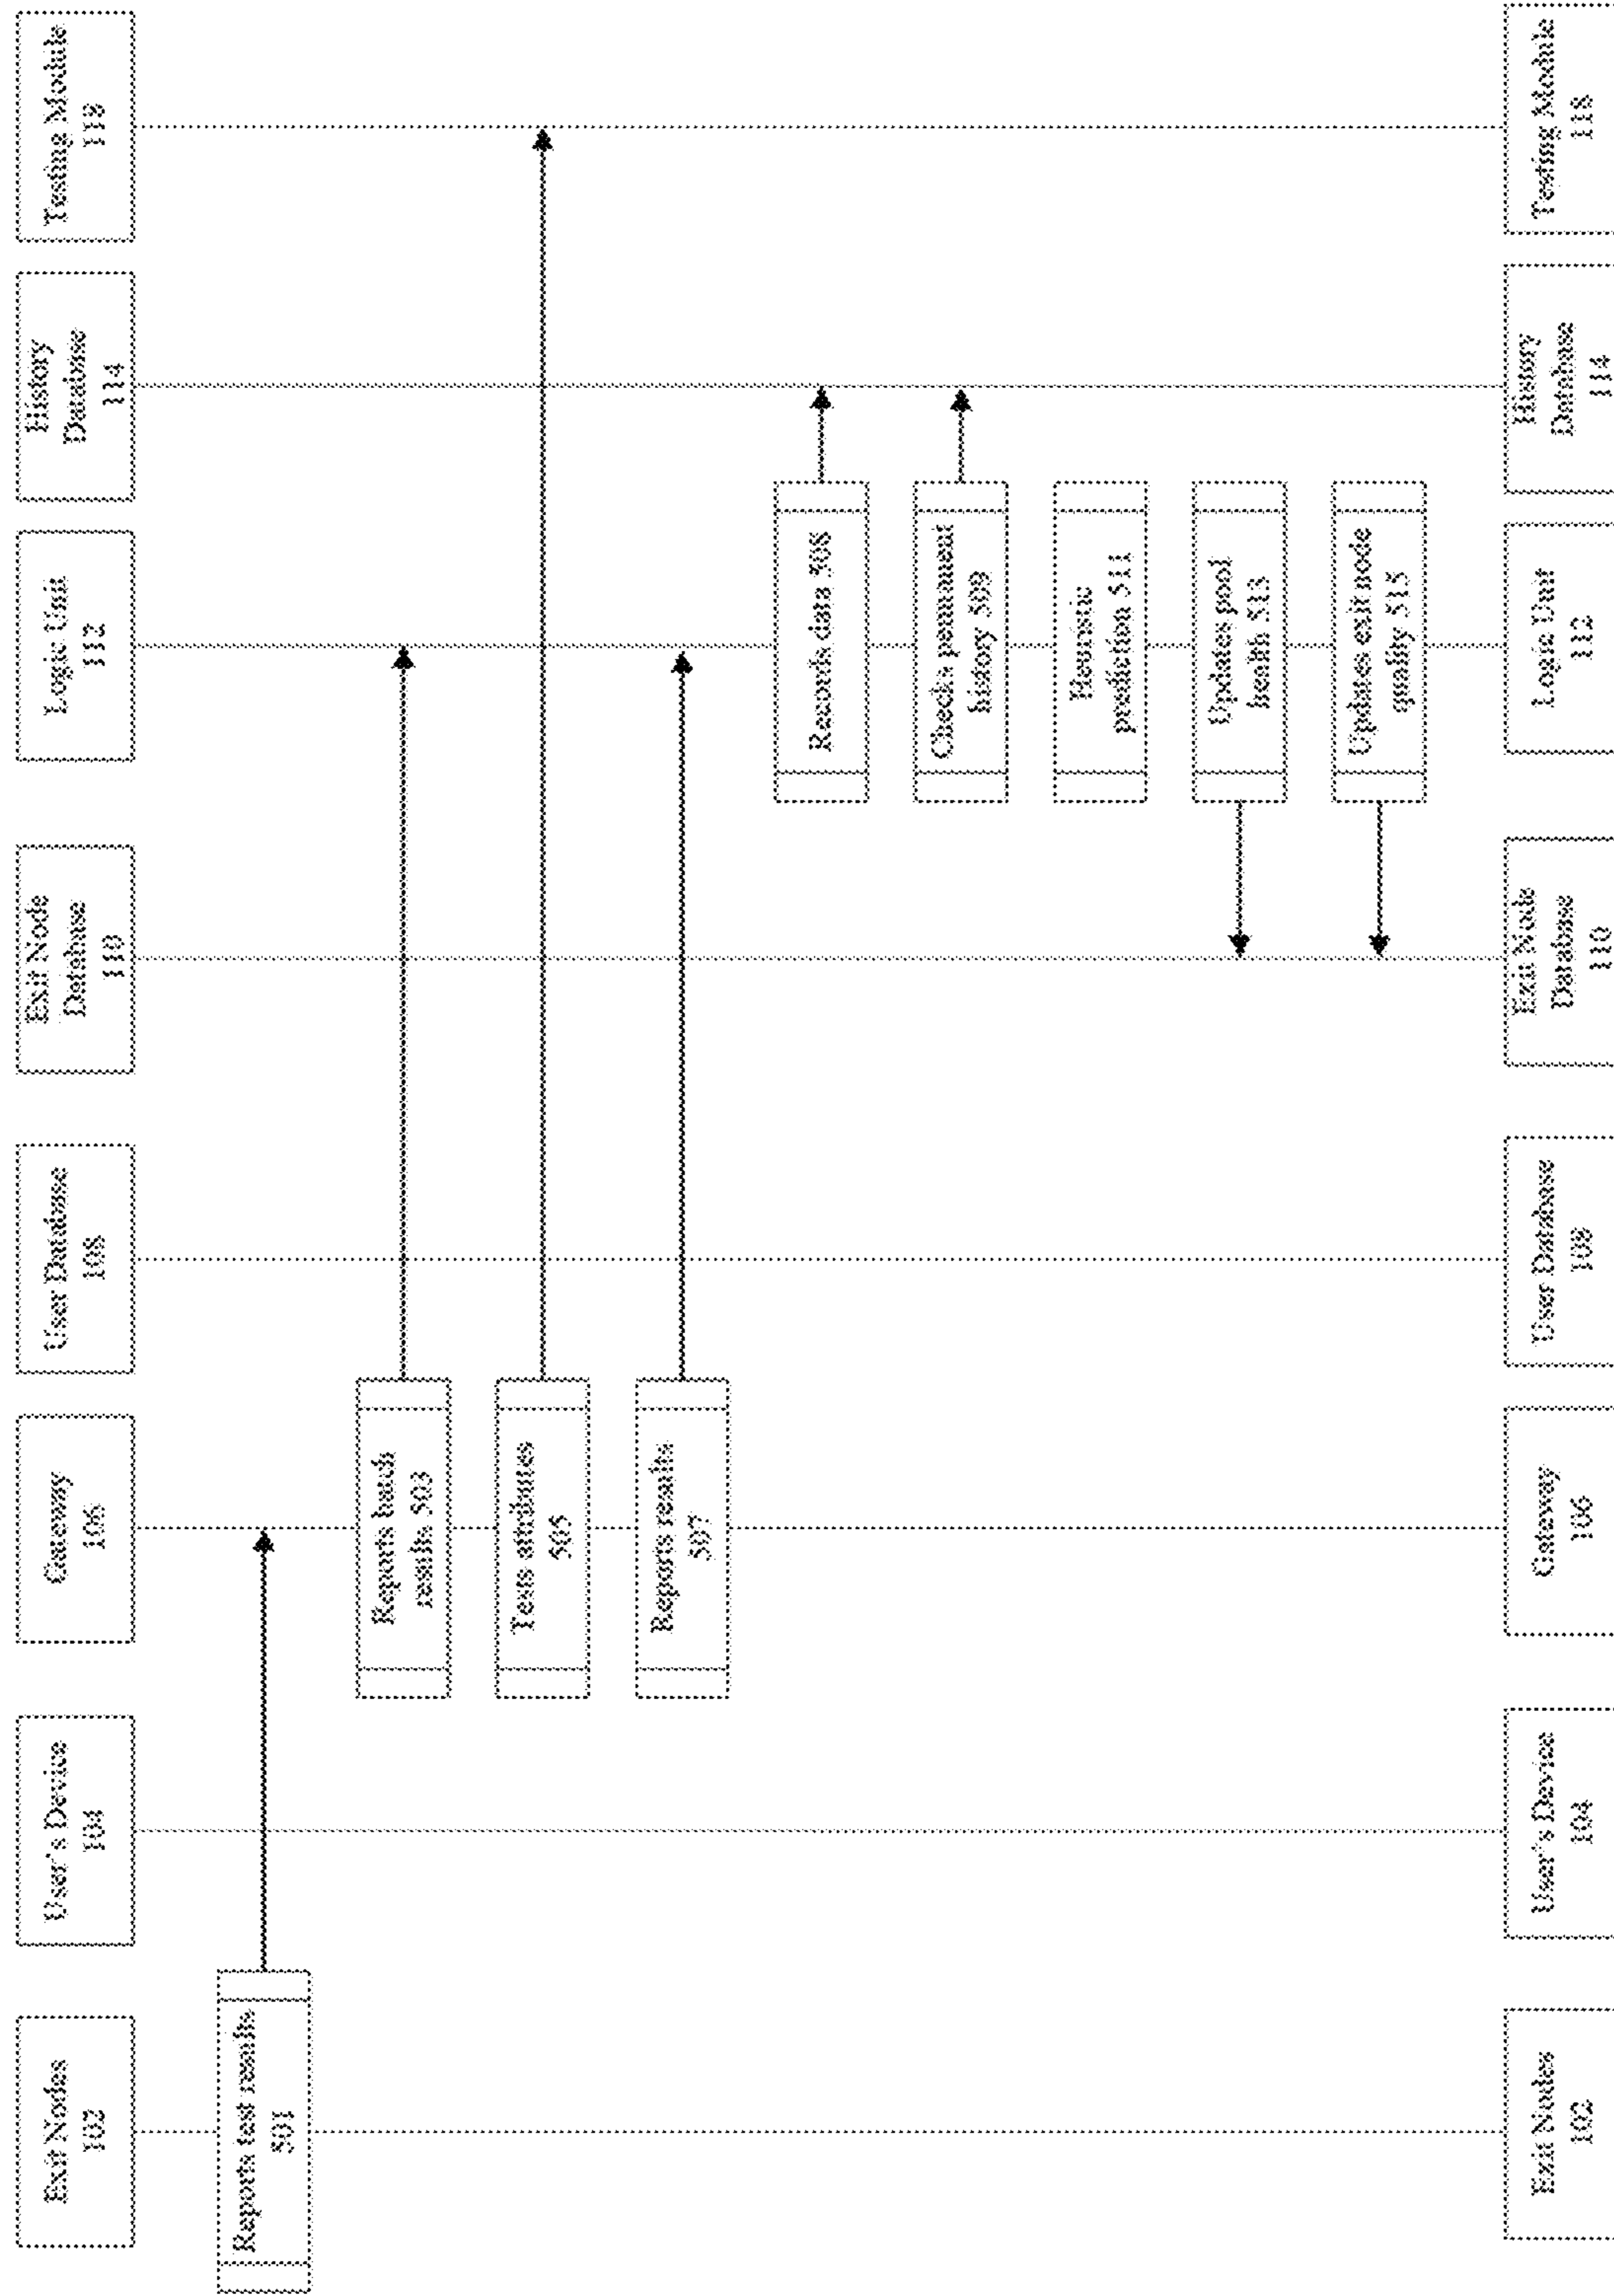 Exit Nodes
102
User's Device
104
Gateway
106
User Database
108
Exit Node
Database
110
Logic Unit
112
History
Database
114
Testing Module
118
Reports test results
501
Reports batch
results 503
Tests attributes
505
Reports results
507
Records data 508
Checks permanent
history 509
Heuristic
prediction 511
Updates pool
health 513
Updates exit node
quality 515
Exit Nodes
102
User's Device
104
Gateway
106
User Database
108
Exit Node
Database
110
Logic Unit
112
History
Database
114
Testing Module
118